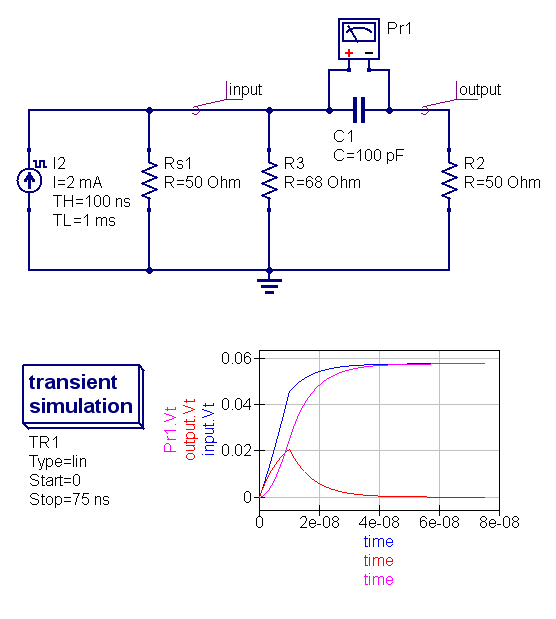 Pr1
+ -
input
output
C1
C=100 pF
I2
I=2 mA
TH=100 ns
TL=1 ms
Rs1
R=50 Ohm
R3
R=68 Ohm
R2
R=50 Ohm
transient
simulation
TR1
Type=lin
Start=0
Stop=75 ns
Pr1.Vt
output.Vt
input.Vt
0.06
0.04
0.02
0
0 2e-08 4e-08 6e-08 8e-08
time
time
time